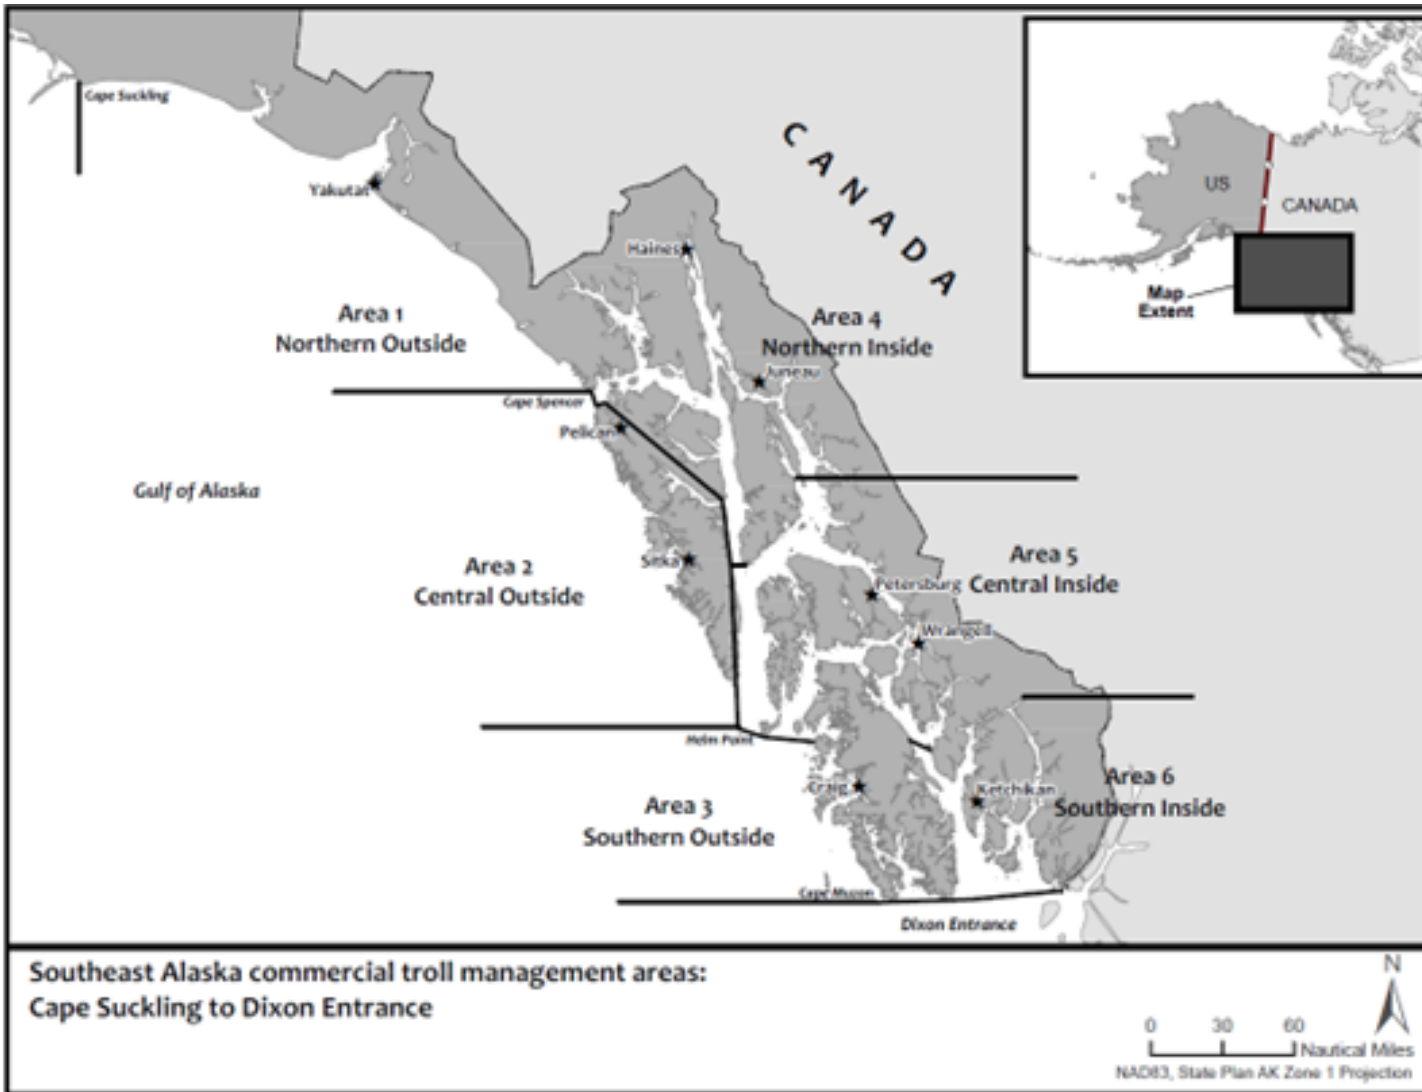 Cape Suckling
Yakutat
Haines
CANADA
US
CANADA
Map
Extent
Area 1
Northern Outside
Area 4
Northern Inside
Juneau
Cape Spencer
Pelican
Gulf of Alaska
Sitka
Area 2
Central Outside
Area 5
Central Inside
Petersburg
Wrangell
Helm Point
Craig
Ketchikan
Area 3
Southern Outside
Area 6
Southern Inside
Cape Muzon
Dixon Entrance
Southeast Alaska commercial troll management areas:
Cape Suckling to Dixon Entrance
N
0 30 60
Nautical Miles
NAD83, State Plan AK Zone 1 Projection